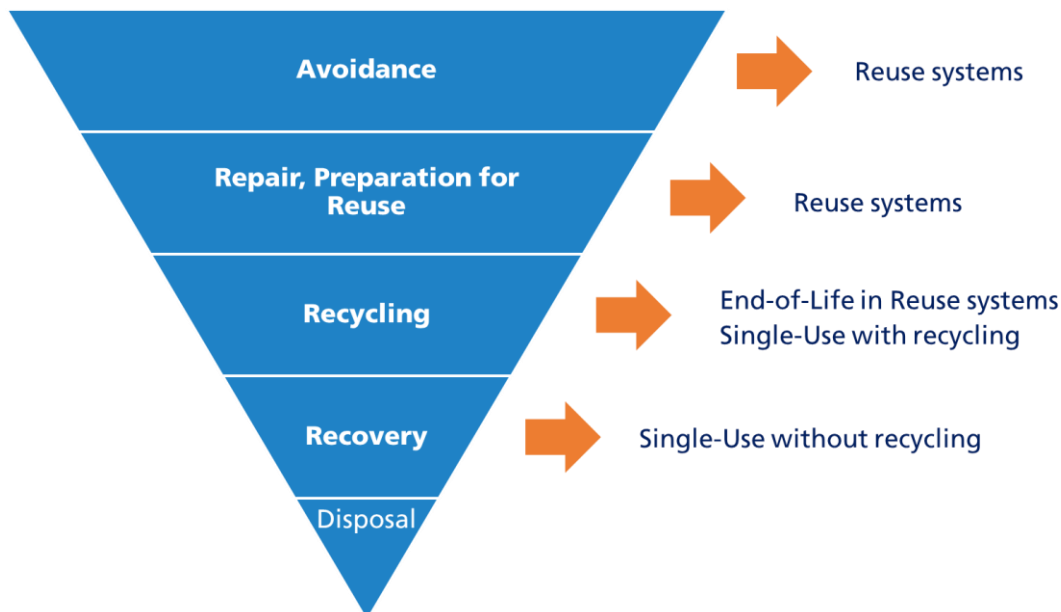 Avoidance
Reuse systems
Repair, Preparation for
Reuse
Reuse systems
Recycling
End-of-Life in Reuse systems
Single-Use with recycling
Recovery
Single-Use without recycling
Disposal